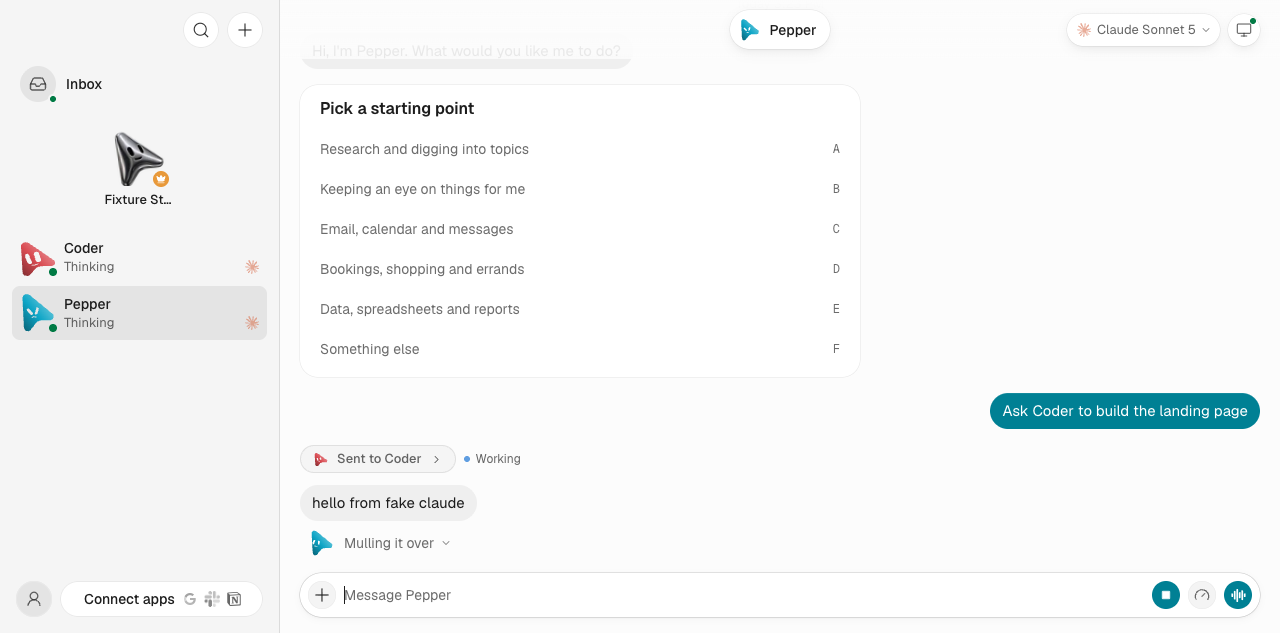 Inbox
Fixture St...
Coder
Thinking
Pepper
Thinking
Connect apps
Pepper
Claude Sonnet 5
Hi, I'm Pepper. What would you like me to do?
Pick a starting point
Research and digging into topics A
Keeping an eye on things for me B
Email, calendar and messages C
Bookings, shopping and errands D
Data, spreadsheets and reports E
Something else F
Ask Coder to build the landing page
Sent to Coder
Working
hello from fake claude
Mulling it over
Message Pepper